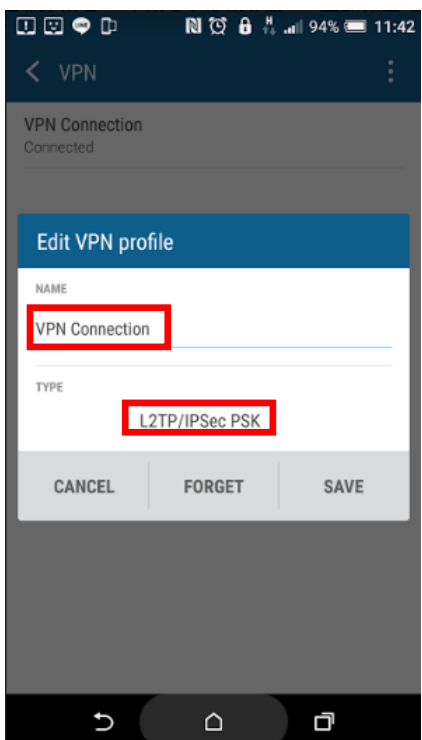 H 94% 11:42
VPN
VPN Connection
Connected
Edit VPN profile
NAME
VPN Connection
TYPE
L2TP/IPSec PSK
CANCEL FORGET SAVE